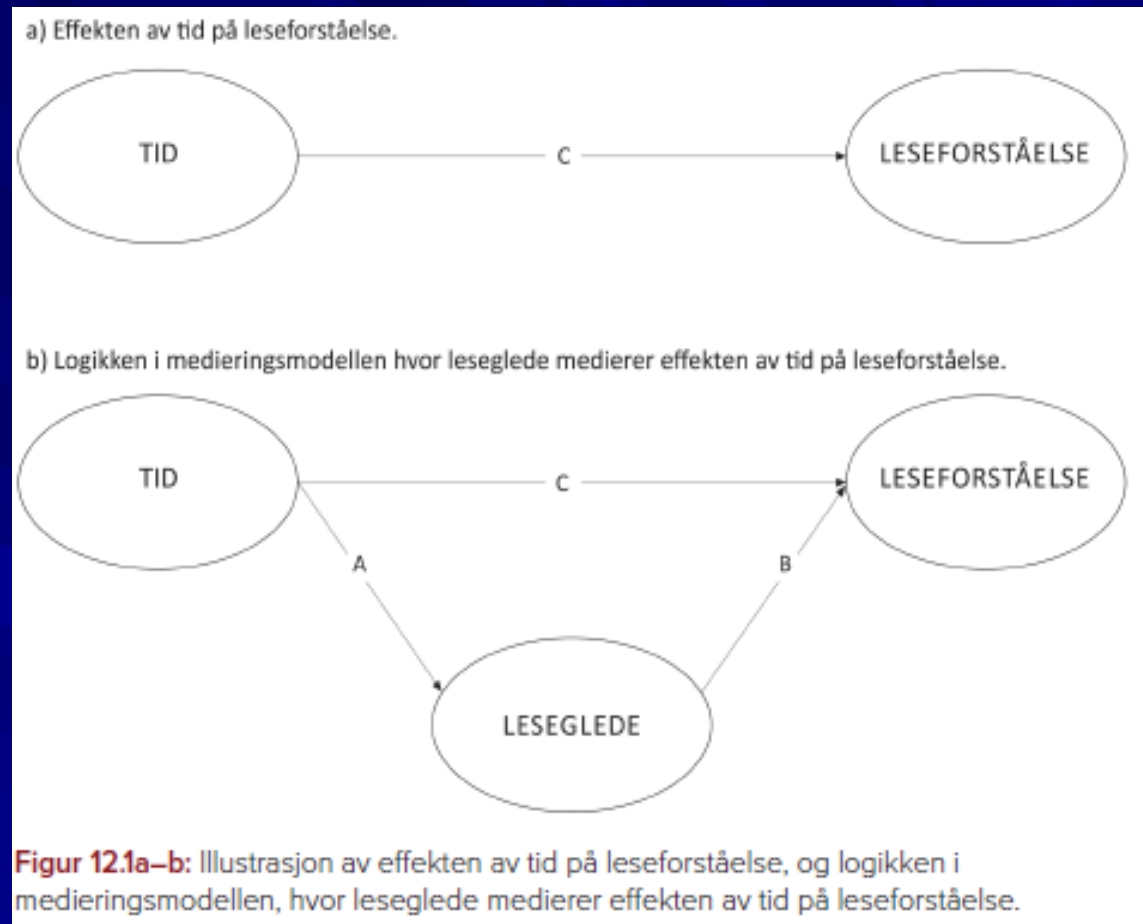 a) Effekten av tid på leseforståelse.
TID
C
LESEFORSTÅELSE
b) Logikken i medieringsmodellen hvor leseglede medierer effekten av tid på leseforståelse.
TID
C
LESEFORSTÅELSE
A
B
LESEGLEDE
Figur 12.1a–b: Illustrasjon av effekten av tid på leseforståelse, og logikken i
medieringsmodellen, hvor leseglede medierer effekten av tid på leseforståelse.